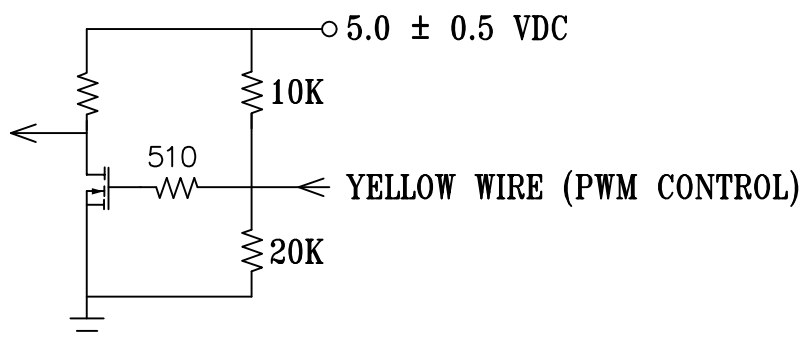 5.0 ± 0.5 VDC
10K
510
YELLOW WIRE (PWM CONTROL)
20K